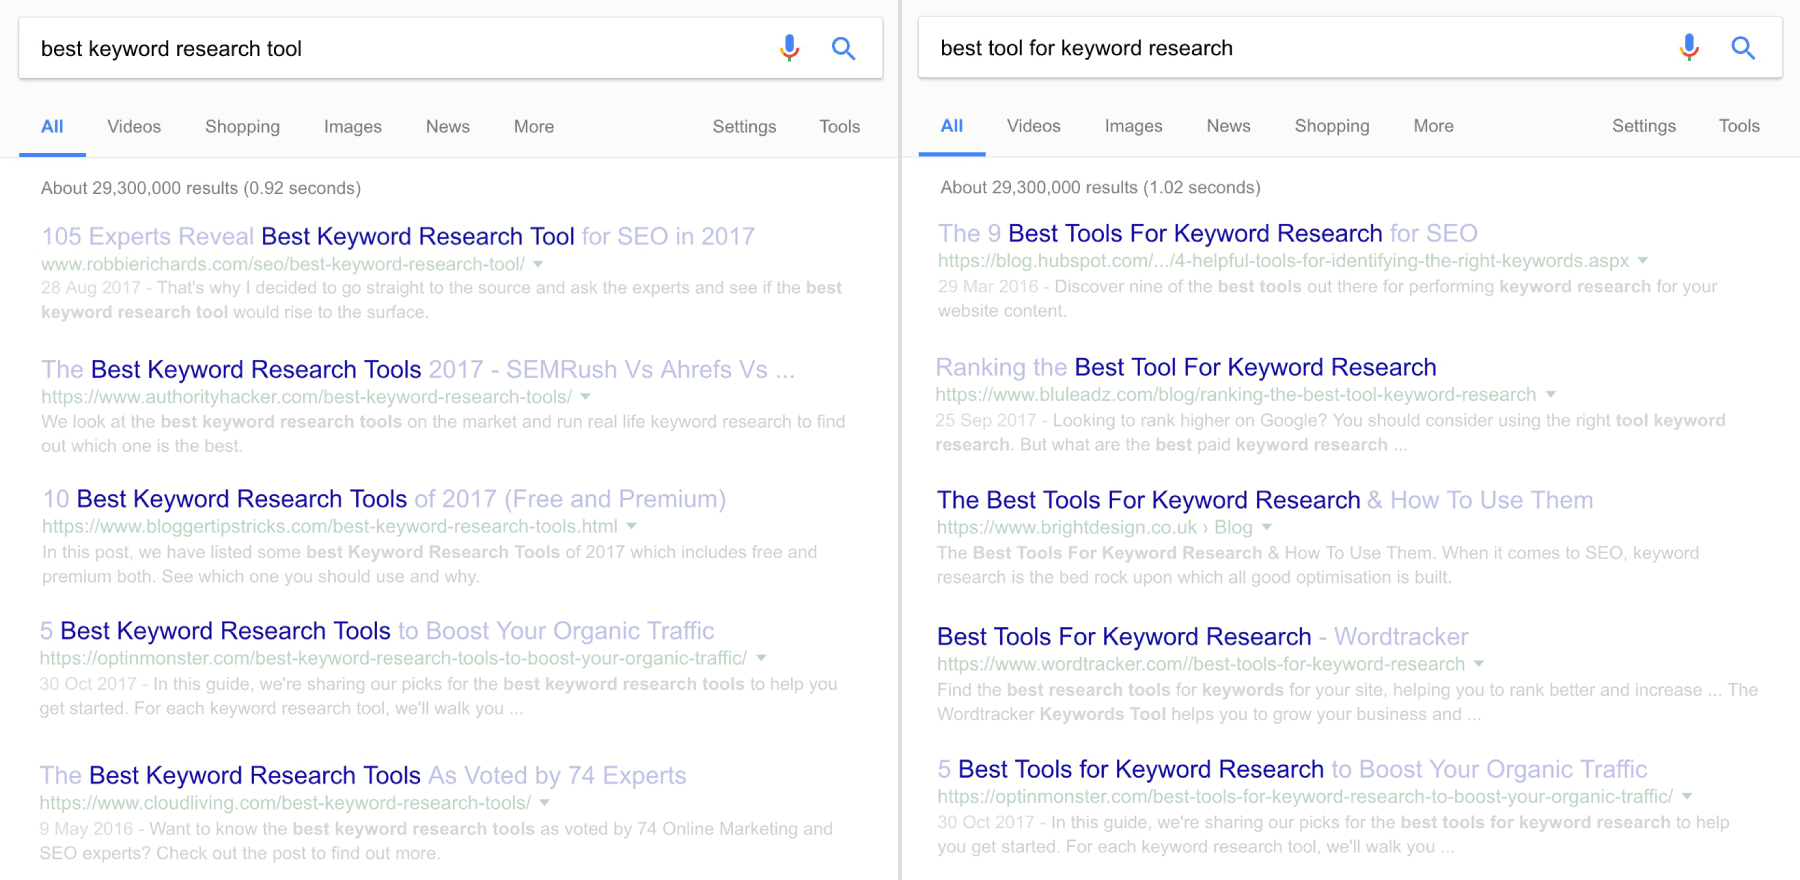 best keyword research tool
All Videos Shopping Images News More Settings Tools
About 29,300,000 results (0.92 seconds)
105 Experts Reveal Best Keyword Research Tool for SEO in 2017
www.robbierichards.com/seo/best-keyword-research-tool/
28 Aug 2017 - That's why I decided to go straight to the source and ask the experts and see if the best
keyword research tool would rise to the surface.
The Best Keyword Research Tools 2017 - SEMRush Vs Ahrefs Vs ...
https://www.authorityhacker.com/best-keyword-research-tools/
We look at the best keyword research tools on the market and run real life keyword research to find
out which one is the best.
10 Best Keyword Research Tools of 2017 (Free and Premium)
https://www.bloggertipstricks.com/best-keyword-research-tools.html
In this post, we have listed some best Keyword Research Tools of 2017 which includes free and
premium both. See which one you should use and why.
5 Best Keyword Research Tools to Boost Your Organic Traffic
https://optinmonster.com/best-keyword-research-tools-to-boost-your-organic-traffic/
30 Oct 2017 - In this guide, we're sharing our picks for the best keyword research tools to help you
get started. For each keyword research tool, we'll walk you ...
The Best Keyword Research Tools As Voted by 74 Experts
https://www.cloudliving.com/best-keyword-research-tools/
9 May 2016 - Want to know the best keyword research tools as voted by 74 Online Marketing and
SEO experts? Check out the post to find out more.
best tool for keyword research
All Videos Images News Shopping More Settings Tools
About 29,300,000 results (1.02 seconds)
The 9 Best Tools For Keyword Research for SEO
https://blog.hubspot.com/.../4-helpful-tools-for-identifying-the-right-keywords.aspx
29 Mar 2016 - Discover nine of the best tools out there for performing keyword research for your
website content.
Ranking the Best Tool For Keyword Research
https://www.bluleadz.com/blog/ranking-the-best-tool-keyword-research
25 Sep 2017 - Looking to rank higher on Google? You should consider using the right tool keyword
research. But what are the best paid keyword research ...
The Best Tools For Keyword Research & How To Use Them
https://www.brightdesign.co.uk › Blog
The Best Tools For Keyword Research & How To Use Them. When it comes to SEO, keyword
research is the bed rock upon which all good optimisation is built.
Best Tools For Keyword Research - Wordtracker
https://www.wordtracker.com//best-tools-for-keyword-research
Find the best research tools for keywords for your site, helping you to rank better and increase ... The
Wordtracker Keywords Tool helps you to grow your business and ...
5 Best Tools for Keyword Research to Boost Your Organic Traffic
https://optinmonster.com/best-tools-for-keyword-research-to-boost-your-organic-traffic/
30 Oct 2017 - In this guide, we're sharing our picks for the best tools for keyword research to help
you get started. For each keyword research tool, we'll walk you ...